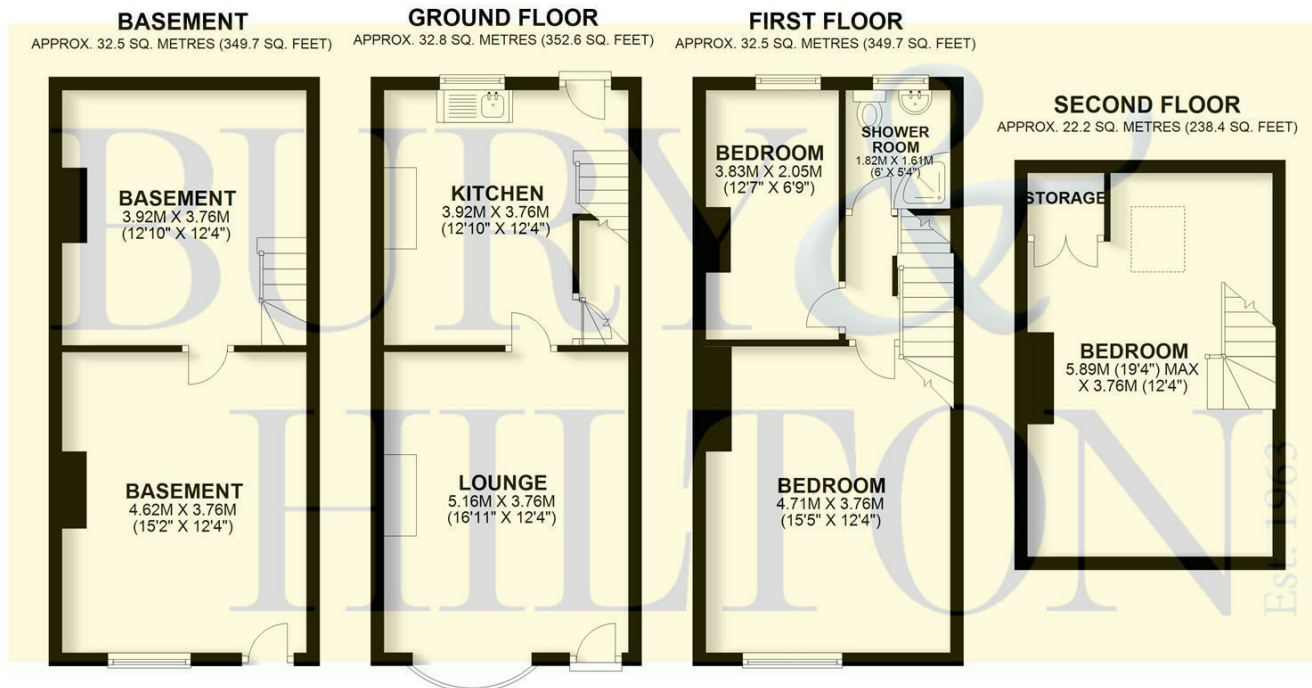 BASEMENT
APPROX. 32.5 SQ. METRES (349.7 SQ. FEET)
BASEMENT
3.92M X 3.76M
(12'10" X 12'4")
BASEMENT
4.62M X 3.76M
(15'2" X 12'4")
GROUND FLOOR
APPROX. 32.8 SQ. METRES (352.6 SQ. FEET)
KITCHEN
3.92M X 3.76M
(12'10" X 12'4")
LOUNGE
5.16M X 3.76M
(16'11" X 12'4")
FIRST FLOOR
APPROX. 32.5 SQ. METRES (349.7 SQ. FEET)
BEDROOM
3.83M X 2.05M
(12'7" X 6'9")
SHOWER
ROOM
1.82M X 1.61M
(6' X 5'4")
BEDROOM
4.71M X 3.76M
(15'5" X 12'4")
SECOND FLOOR
APPROX. 22.2 SQ. METRES (238.4 SQ. FEET)
STORAGE
BEDROOM
5.89M (19'4") MAX
X 3.76M (12'4")
BURY &
HILTON
Est. 1963